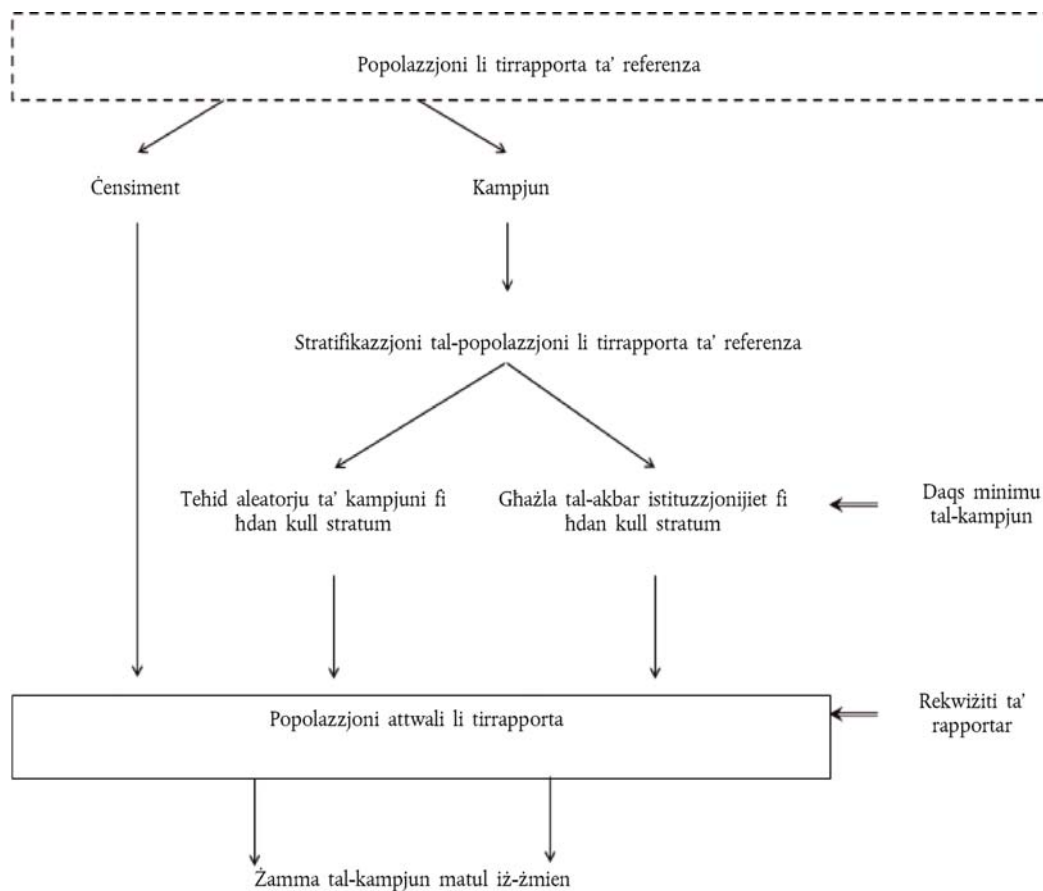 Popolazzjoni li tirrapporta ta' referenza
Ċensiment
Kampjun
Stratifikazzjoni tal-popolazzjoni li tirrapporta ta' referenza
Teħid aleatorju ta' kampjuni fi
ħdan kull stratum
Għażla tal-akbar istituzzjonijiet fi
ħdan kull stratum
Daqs minimu
tal-kampjun
Popolazzjoni attwali li tirrapporta
Rekwiżiti ta'
rapportar
Żamma tal-kampjun matul iż-żmien